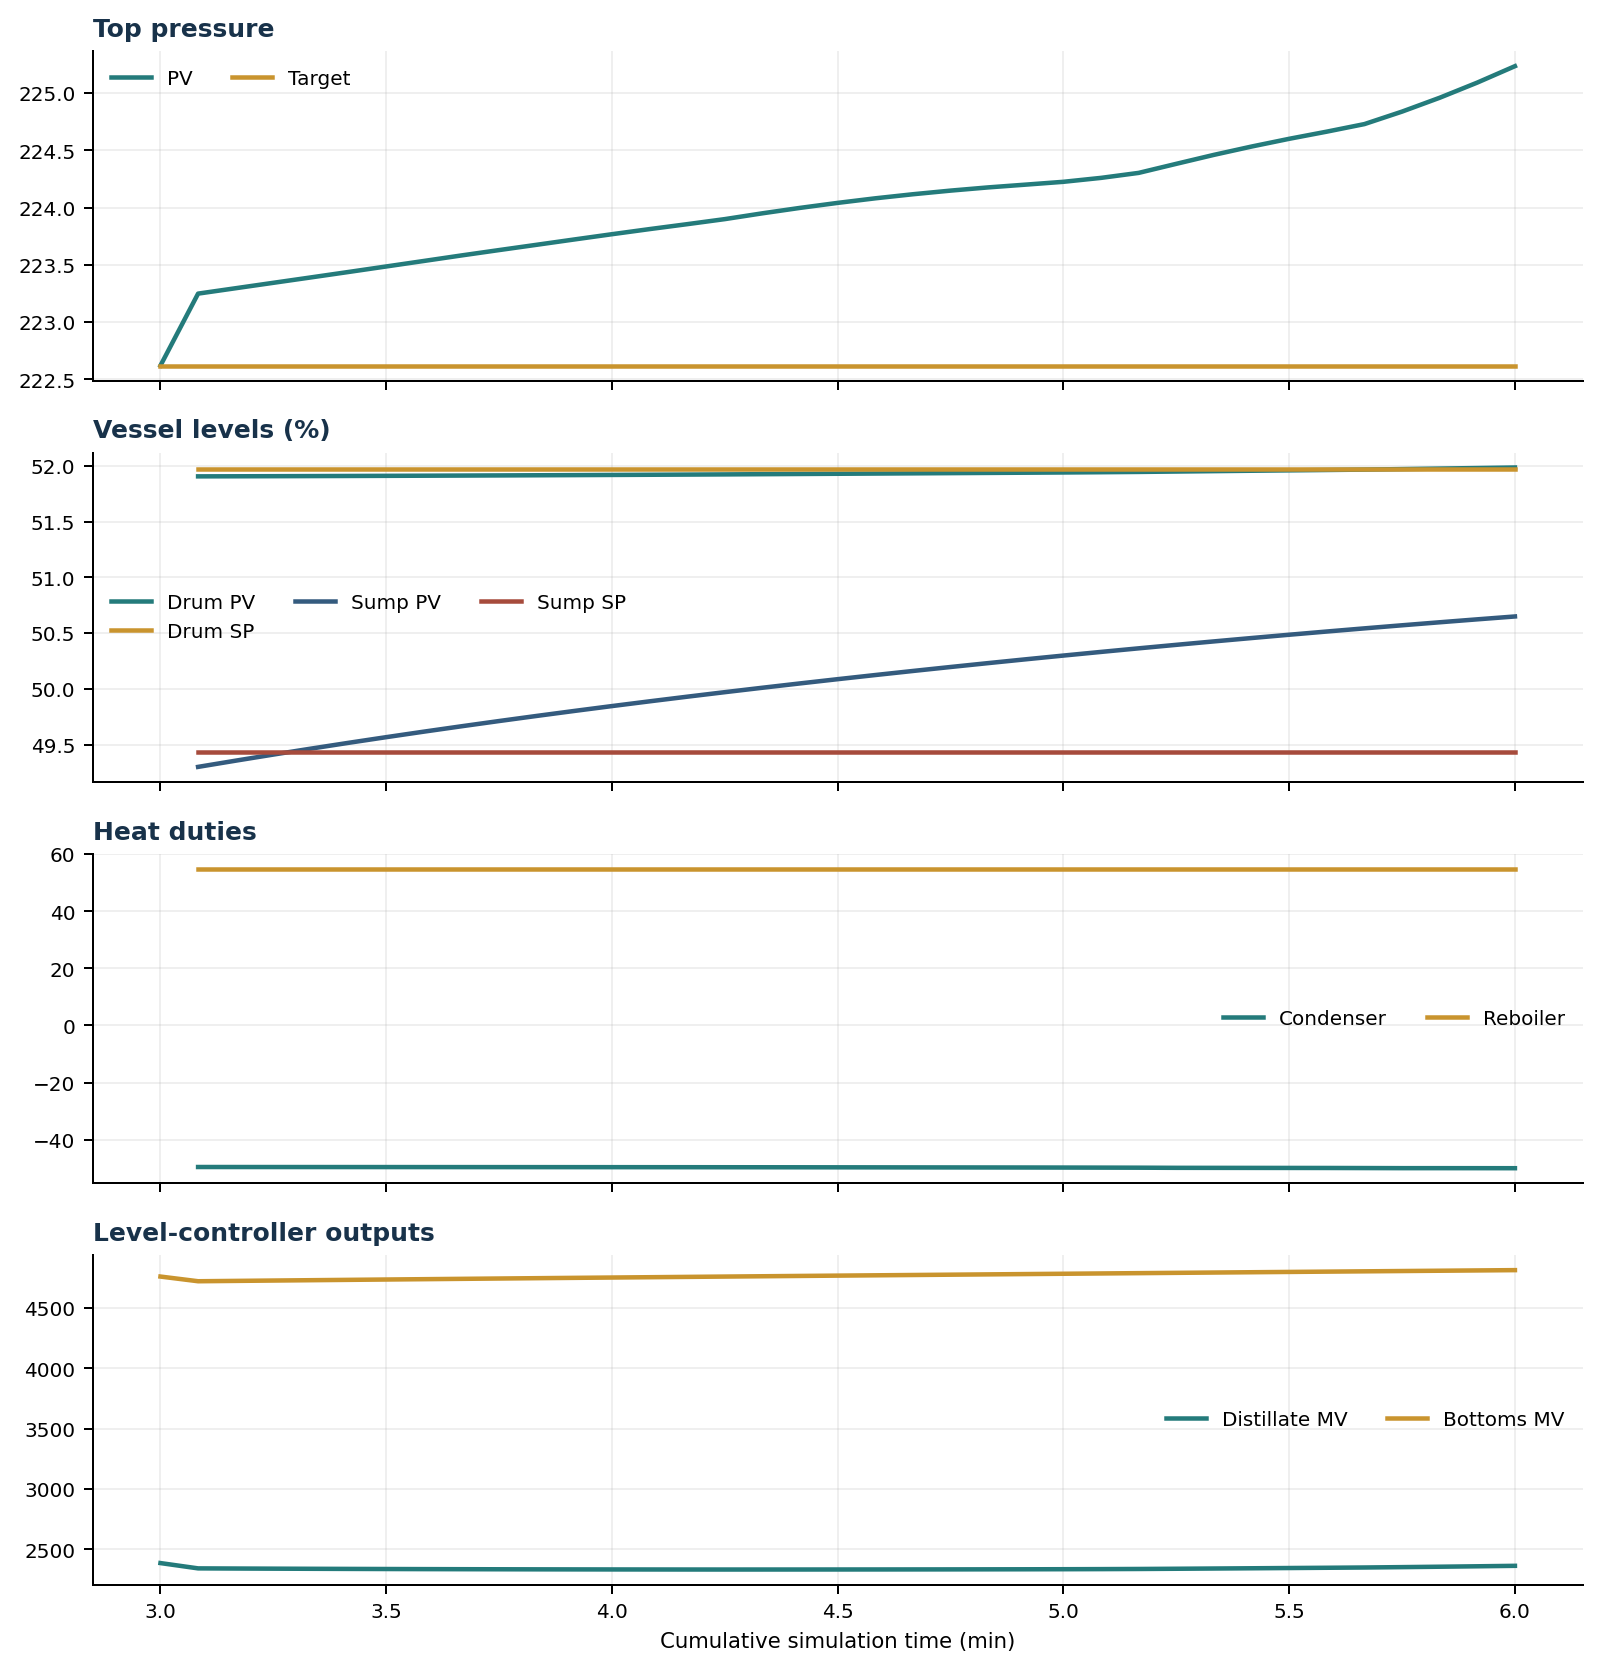 Top pressure
PV Target
225.0
224.5
224.0
223.5
223.0
222.5
Vessel levels (%)
52.0
51.5
51.0
50.5
50.0
49.5
Drum PV Sump PV Sump SP
Drum SP
Heat duties
60
40
20
0
−20
−40
Condenser Reboiler
Level-controller outputs
4500
4000
3500
3000
2500
Distillate MV Bottoms MV
3.0 3.5 4.0 4.5 5.0 5.5 6.0
Cumulative simulation time (min)